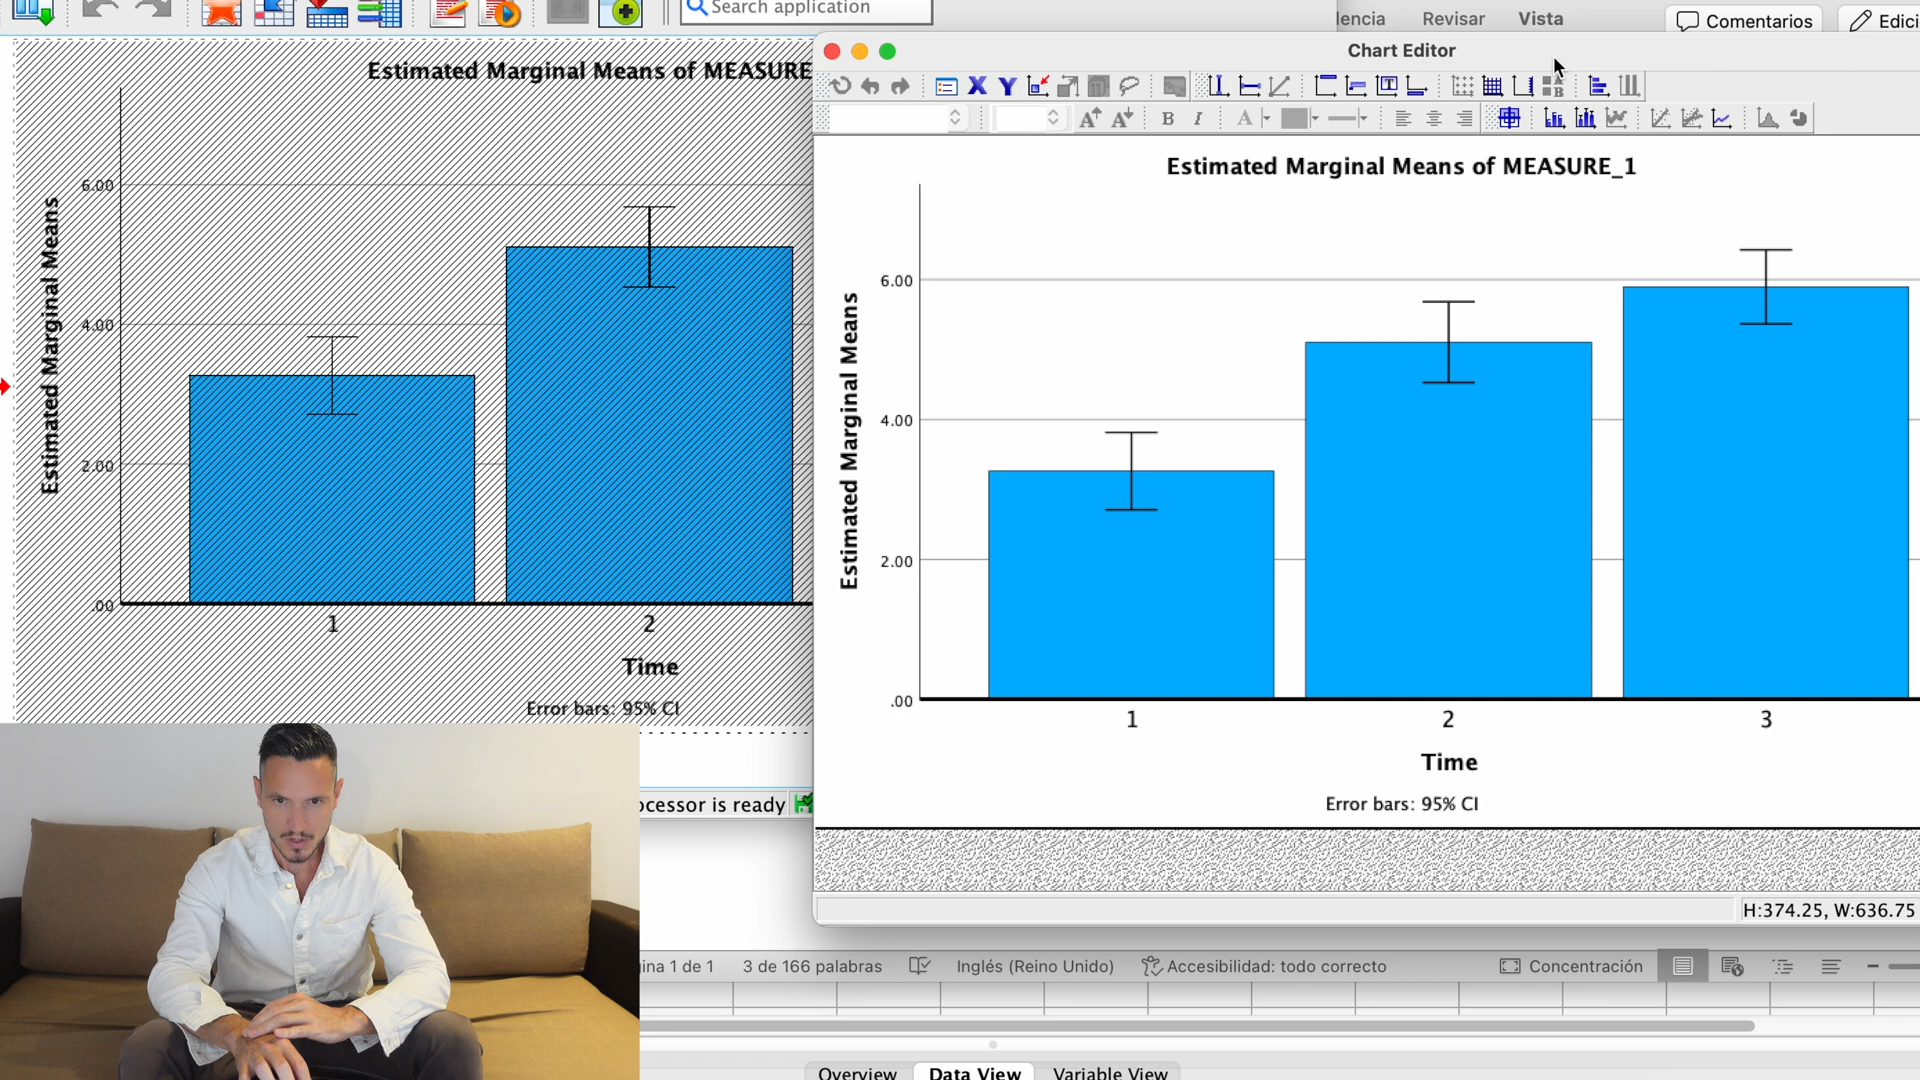 Search application
Revisar
Vista
Comentarios
Chart Editor
Estimated Marginal Means of MEASURE
Estimated Marginal Means
6.00
4.00
2.00
.00
1
2
Time
Error bars: 95% CI
B I A
Estimated Marginal Means of MEASURE_1
Estimated Marginal Means
6.00
4.00
2.00
.00
1
2
3
Time
Error bars: 95% CI
is ready
H:374.25, W:636.75
1 de 1
3 de 166 palabras
Inglés (Reino Unido)
Accesibilidad: todo correcto
Concentración
Overview
Data View
Variable View